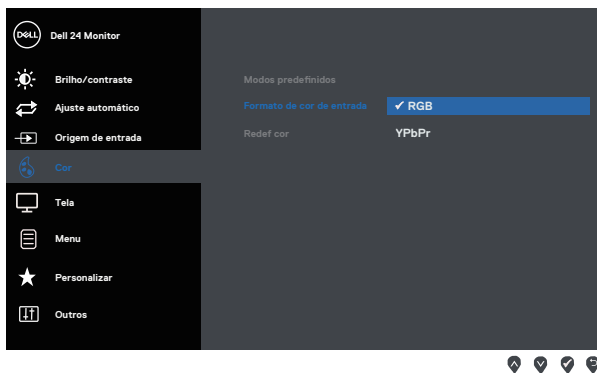 DELL Dell 24 Monitor
Brilho/contraste
Modos predefinidos
Ajuste automático
Formato de cor de entrada
✓ RGB
Origem de entrada
Redef cor
YPbPr
Cor
Tela
Menu
Personalizar
Outros